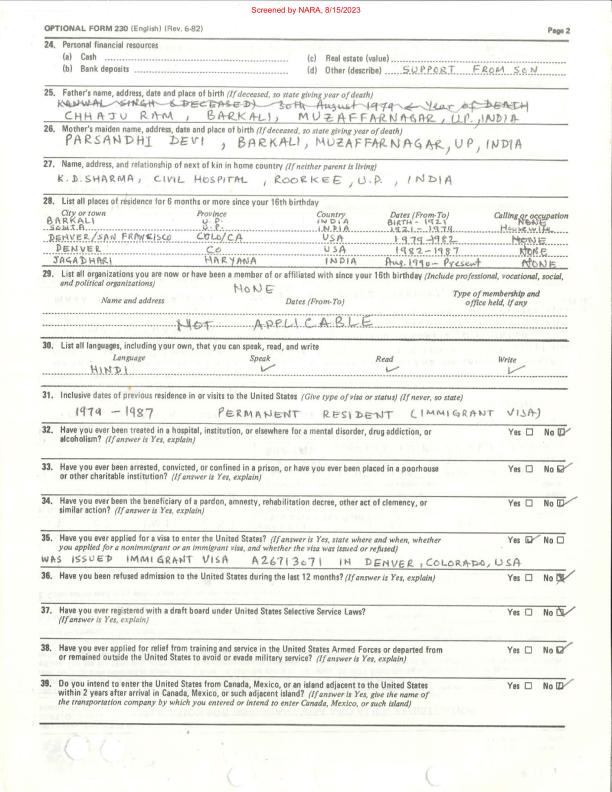 Screened by NARA, 8/15/2023
OPTIONAL FORM 230 (English) (Rev. 6-82) Page 2
24. Personal financial resources
(a) Cash (c) Real estate (value)
(b) Bank deposits (d) Other (describe) SUPPORT FROM SON
25. Father's name, address, date and place of birth (If deceased, so state giving year of death)
KANWAL SINGH (DECEASED) 30th August 1979 ← Year of DEATH
CHHAJU RAM, BARKALI, MUZAFFARNAGAR, U.P., INDIA
26. Mother's maiden name, address, date and place of birth (If deceased, so state giving year of death)
PARSANDHI DEVI, BARKALI, MUZAFFARNAGAR, UP, INDIA
27. Name, address, and relationship of next of kin in home country (If neither parent is living)
K.D. SHARMA, CIVIL HOSPITAL, ROORKEE, U.P., INDIA
28. List all places of residence for 6 months or more since your 16th birthday
City or town Province Country Dates (From-To) Calling or occupation
BARKALI U.P. INDIA BIRTH-1921 NONE
U.P. INDIA 1921-1979 Housewife
DENVER/SAN FRANCISCO COLO/CA USA 1979-1982 NONE
DENVER CO USA 1982-1987 NONE
JAGADHARI HARYANA INDIA Aug. 1990-Present NONE
29. List all organizations you are now or have been a member of or affiliated with since your 16th birthday (Include professional, vocational, social,
and political organizations) NONE
Name and address Dates (From-To) Type of membership and
office held, if any
NOT APPLICABLE
30. List all languages, including your own, that you can speak, read, and write
Language Speak Read Write
HINDI ✓ ✓ ✓
31. Inclusive dates of previous residence in or visits to the United States (Give type of visa or status) (If never, so state)
1979-1987 PERMANENT RESIDENT (IMMIGRANT VISA)
32. Have you ever been treated in a hospital, institution, or elsewhere for a mental disorder, drug addiction, or Yes ☐ No ☑
alcoholism? (If answer is Yes, explain)
33. Have you ever been arrested, convicted, or confined in a prison, or have you ever been placed in a poorhouse Yes ☐ No ☑
or other charitable institution? (If answer is Yes, explain)
34. Have you ever been the beneficiary of a pardon, amnesty, rehabilitation decree, other act of clemency, or Yes ☐ No ☑
similar action? (If answer is Yes, explain)
35. Have you ever applied for a visa to enter the United States? (If answer is Yes, state where and when, whether Yes ☑ No ☐
you applied for a nonimmigrant or an immigrant visa, and whether the visa was issued or refused)
WAS ISSUED IMMIGRANT VISA A26713071 IN DENVER, COLORADO, USA
36. Have you been refused admission to the United States during the last 12 months? (If answer is Yes, explain) Yes ☐ No ☒
37. Have you ever registered with a draft board under United States Selective Service Laws? Yes ☐ No ☑
(If answer is Yes, explain)
38. Have you ever applied for relief from training and service in the United States Armed Forces or departed from Yes ☐ No ☑
or remained outside the United States to avoid or evade military service? (If answer is Yes, explain)
39. Do you intend to enter the United States from Canada, Mexico, or an island adjacent to the United States Yes ☐ No ☑
within 2 years after arrival in Canada, Mexico, or such adjacent island? (If answer is Yes, give the name of
the transportation company by which you entered or intend to enter Canada, Mexico, or such island)